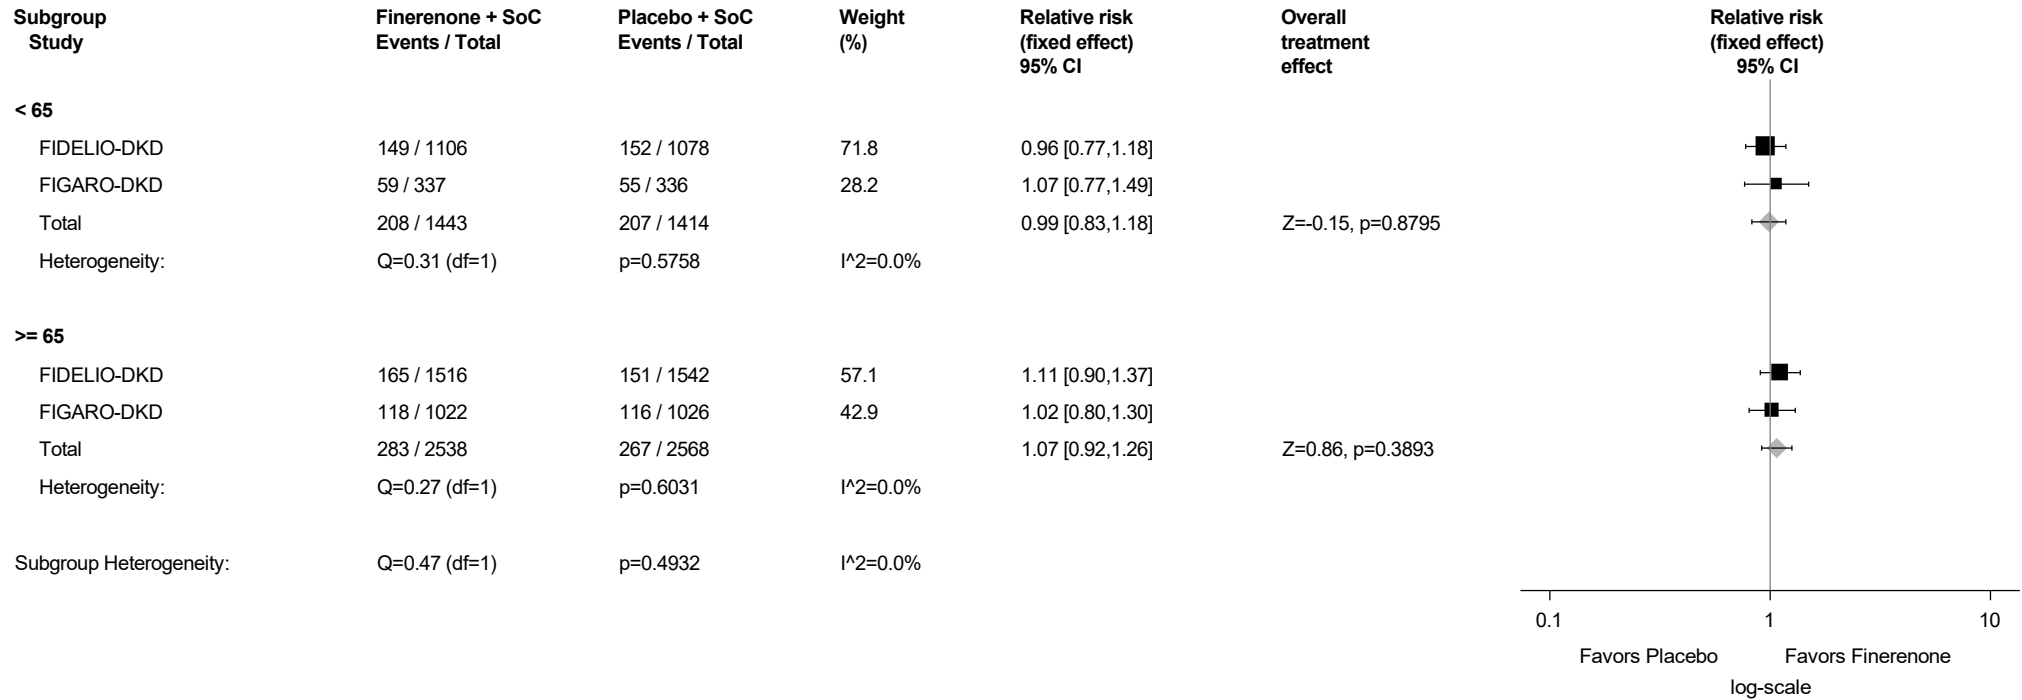 Subgroup Finerenone + SoC Placebo + SoC Weight Relative risk Overall Relative risk
Study Events / Total Events / Total (%) (fixed effect) treatment (fixed effect)
95% CI effect 95% CI
< 65
FIDELIO-DKD 149 / 1106 152 / 1078 71.8 0.96 [0.77,1.18]
FIGARO-DKD 59 / 337 55 / 336 28.2 1.07 [0.77,1.49]
Total 208 / 1443 207 / 1414 0.99 [0.83,1.18] Z=-0.15, p=0.8795
Heterogeneity: Q=0.31 (df=1) p=0.5758 I^2=0.0%
>= 65
FIDELIO-DKD 165 / 1516 151 / 1542 57.1 1.11 [0.90,1.37]
FIGARO-DKD 118 / 1022 116 / 1026 42.9 1.02 [0.80,1.30]
Total 283 / 2538 267 / 2568 1.07 [0.92,1.26] Z=0.86, p=0.3893
Heterogeneity: Q=0.27 (df=1) p=0.6031 I^2=0.0%
Subgroup Heterogeneity: Q=0.47 (df=1) p=0.4932 I^2=0.0%
0.1 1 10
Favors Placebo Favors Finerenone
log-scale